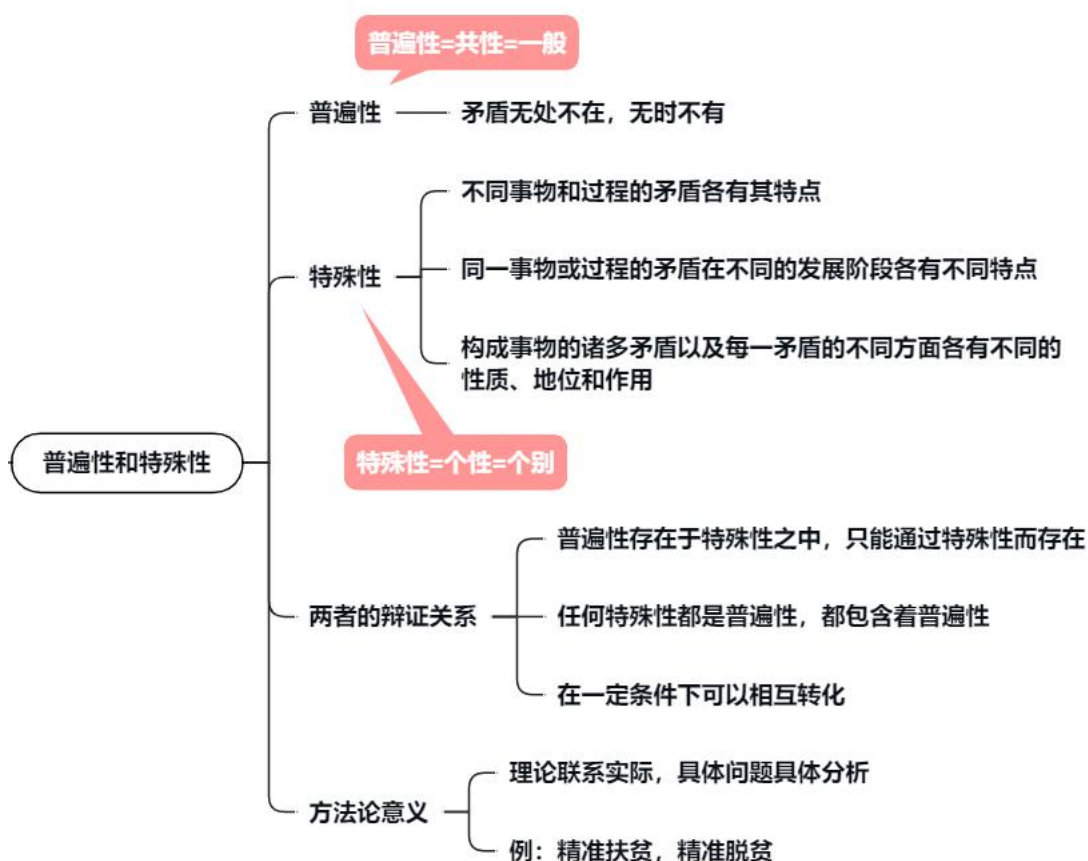 普遍性=共性=一般
普遍性
矛盾无处不在，无时不有
不同事物和过程的矛盾各有其特点
特殊性
同一事物或过程的矛盾在不同的发展阶段各有不同特点
构成事物的诸多矛盾以及每一矛盾的不同方面各有不同的
性质、地位和作用
普遍性和特殊性
特殊性=个性=个别
普遍性存在于特殊性之中，只能通过特殊性而存在
两者的辩证关系
任何特殊性都是普遍性，都包含着普遍性
在一定条件下可以相互转化
理论联系实际，具体问题具体分析
方法论意义
例：精准扶贫，精准脱贫